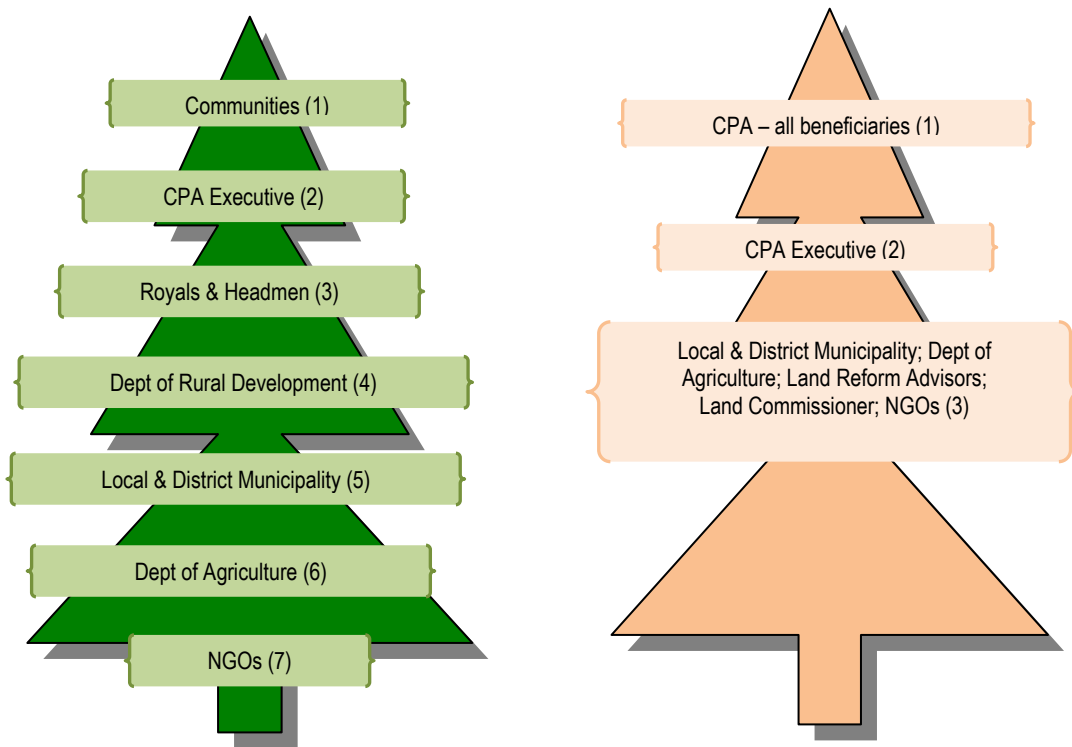 Communities (1)
CPA Executive (2)
Royals & Headmen (3)
Dept of Rural Development (4)
Local & District Municipality (5)
Dept of Agriculture (6)
NGOs (7)
CPA – all beneficiaries (1)
CPA Executive (2)
Local & District Municipality; Dept of
Agriculture; Land Reform Advisors;
Land Commissioner; NGOs (3)